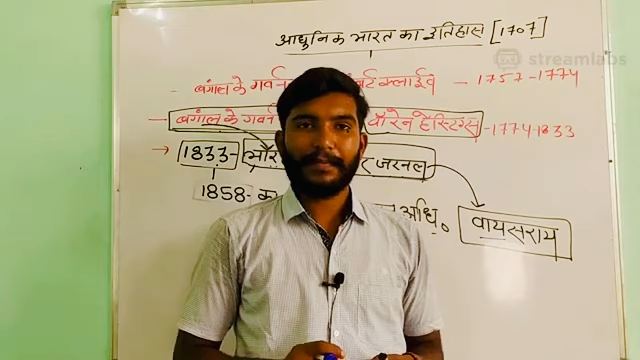 आधुनिक भारत का इतिहास [1707]
streamlabs
- बंगाल के गवर्न र्ट क्लाईव - 1757-1774
- बंगाल के गवर्न वॉरेन हैस्टिंग्स - 1774-1833
→ 1833- भार र जरनल
1858- अधि० वायसराय